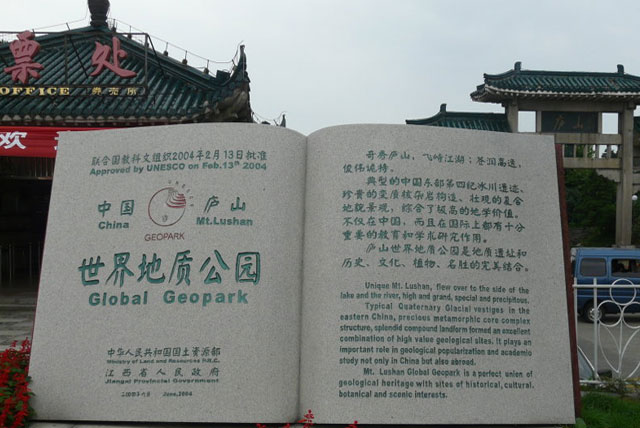 票 处
OFFICE 券売所
欢
联合国教科文组织2004年2月13日批准
Approved by UNESCO on Feb.13th 2004
中国 庐山
China Mt.Lushan
UNESCO
GEOPARK
世界地质公园
Global Geopark
中华人民共和国国土资源部
Ministry of Land and Resources P.R.C.
江西省人民政府
Jiangxi Provincial Government
二〇〇四年六月 June,2004
奇秀庐山、飞峙江湖;苍润高逸、
俊伟诡特。
典型的中国东部第四纪冰川遗迹、
珍贵的变质核杂岩构造、壮观的复合
地貌景观,综合了极高的地学价值。
不仅在中国、而且在国际上都有十分
重要的教育和学术研究作用。
庐山世界地质公园是地质遗址和
历史、文化、植物、名胜的完美结合。
Unique Mt. Lushan, flew over to the side of the
lake and the river, high and grand, special and precipitous.
Typical Quaternary Glacial vestiges in the
eastern China, precious metamorphic core complex
structure, splendid compound landform formed an excellent
combination of high value geological sites. It plays an
important role in geological popularization and academic
study not only in China but also abroad.
Mt. Lushan Global Geopark is a perfect union of
geological heritage with sites of historical, cultural,
botanical and scenic interests.